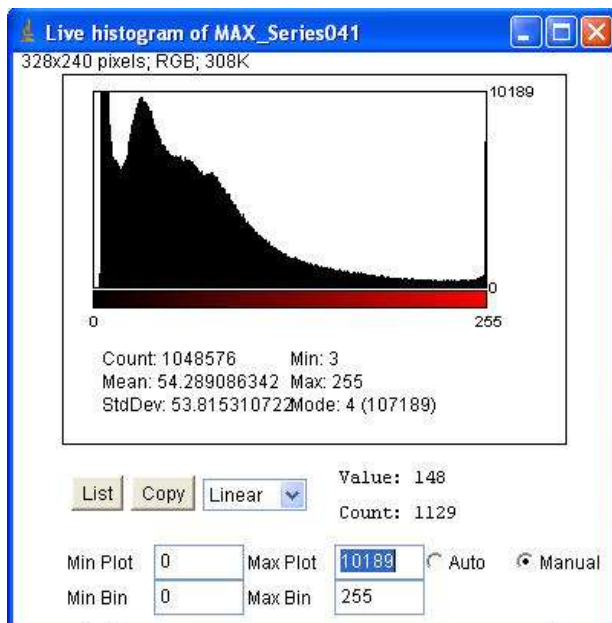 Live histogram of MAX_Series041
328x240 pixels; RGB; 308K
10189
0
0 255
Count: 1048576 Min: 3
Mean: 54.289086342 Max: 255
StdDev: 53.815310722 Mode: 4 (107189)
List Copy Linear Value: 148
Count: 1129
Min Plot 0 Max Plot 10189 Auto Manual
Min Bin 0 Max Bin 255